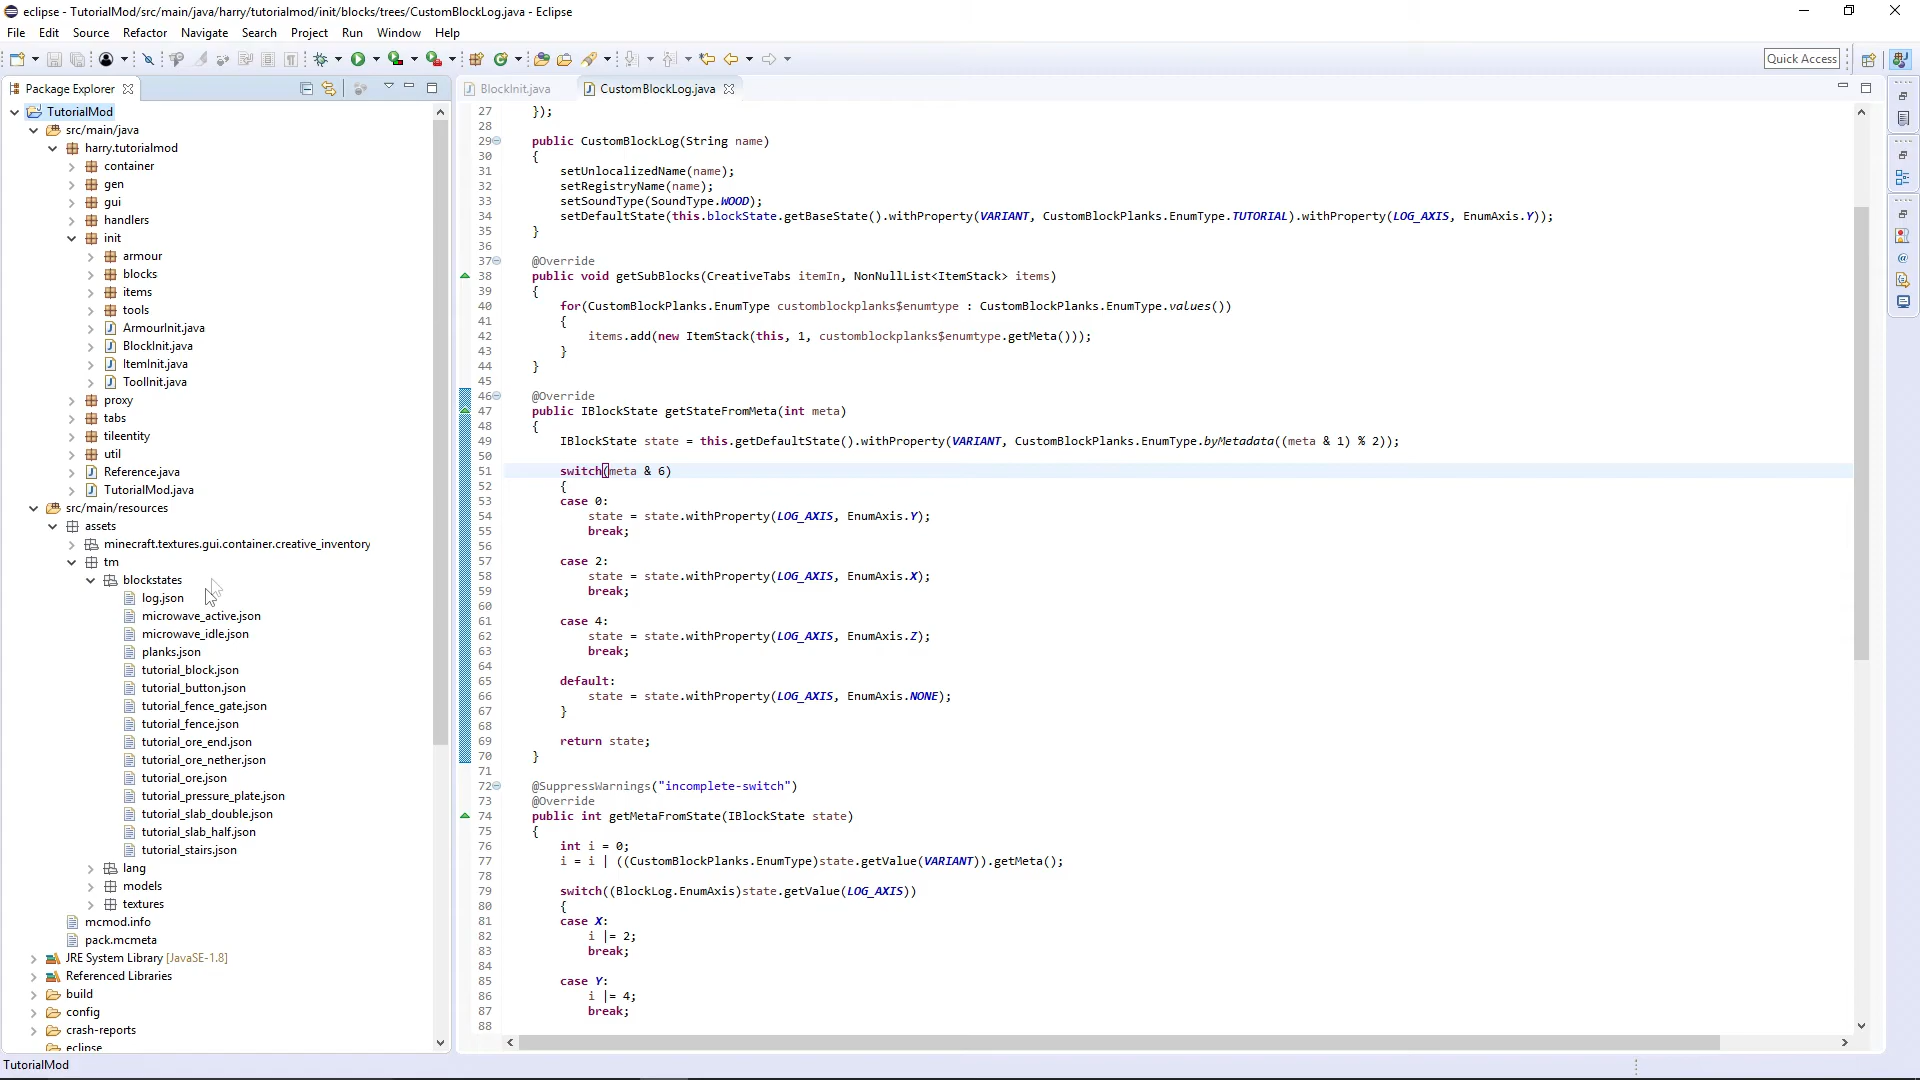 eclipse - TutorialMod/src/main/java/harry/tutorialmod/init/blocks/trees/CustomBlockLog.java - Eclipse
File Edit Source Refactor Navigate Search Project Run Window Help
Quick Access
Package Explorer
TutorialMod
src/main/java
harry.tutorialmod
container
gen
gui
handlers
init
armour
blocks
items
tools
ArmourInit.java
BlockInit.java
ItemInit.java
ToolInit.java
proxy
tabs
tileentity
util
Reference.java
TutorialMod.java
src/main/resources
assets
minecraft.textures.gui.container.creative_inventory
tm
blockstates
log.json
microwave_active.json
microwave_idle.json
planks.json
tutorial_block.json
tutorial_button.json
tutorial_fence_gate.json
tutorial_fence.json
tutorial_ore_end.json
tutorial_ore_nether.json
tutorial_ore.json
tutorial_pressure_plate.json
tutorial_slab_double.json
tutorial_slab_half.json
tutorial_stairs.json
lang
models
textures
mcmod.info
pack.mcmeta
JRE System Library [JavaSE-1.8]
Referenced Libraries
build
config
crash-reports
eclipse
BlockInit.java CustomBlockLog.java
27 });
28
29 public CustomBlockLog(String name)
30 {
31 setUnlocalizedName(name);
32 setRegistryName(name);
33 setSoundType(SoundType.WOOD);
34 setDefaultState(this.blockState.getBaseState().withProperty(VARIANT, CustomBlockPlanks.EnumType.TUTORIAL).withProperty(LOG_AXIS, EnumAxis.Y));
35 }
36
37 @Override
38 public void getSubBlocks(CreativeTabs itemIn, NonNullList<ItemStack> items)
39 {
40 for(CustomBlockPlanks.EnumType customblockplanks$enumtype : CustomBlockPlanks.EnumType.values())
41 {
42 items.add(new ItemStack(this, 1, customblockplanks$enumtype.getMeta()));
43 }
44 }
45
46 @Override
47 public IBlockState getStateFromMeta(int meta)
48 {
49 IBlockState state = this.getDefaultState().withProperty(VARIANT, CustomBlockPlanks.EnumType.byMetadata((meta & 1) % 2));
50
51 switch(meta & 6)
52 {
53 case 0:
54 state = state.withProperty(LOG_AXIS, EnumAxis.Y);
55 break;
56
57 case 2:
58 state = state.withProperty(LOG_AXIS, EnumAxis.X);
59 break;
60
61 case 4:
62 state = state.withProperty(LOG_AXIS, EnumAxis.Z);
63 break;
64
65 default:
66 state = state.withProperty(LOG_AXIS, EnumAxis.NONE);
67 }
68
69 return state;
70 }
71
72 @SuppressWarnings("incomplete-switch")
73 @Override
74 public int getMetaFromState(IBlockState state)
75 {
76 int i = 0;
77 i = i | ((CustomBlockPlanks.EnumType)state.getValue(VARIANT)).getMeta();
78
79 switch((BlockLog.EnumAxis)state.getValue(LOG_AXIS))
80 {
81 case X:
82 i |= 2;
83 break;
84
85 case Y:
86 i |= 4;
87 break;
88
TutorialMod